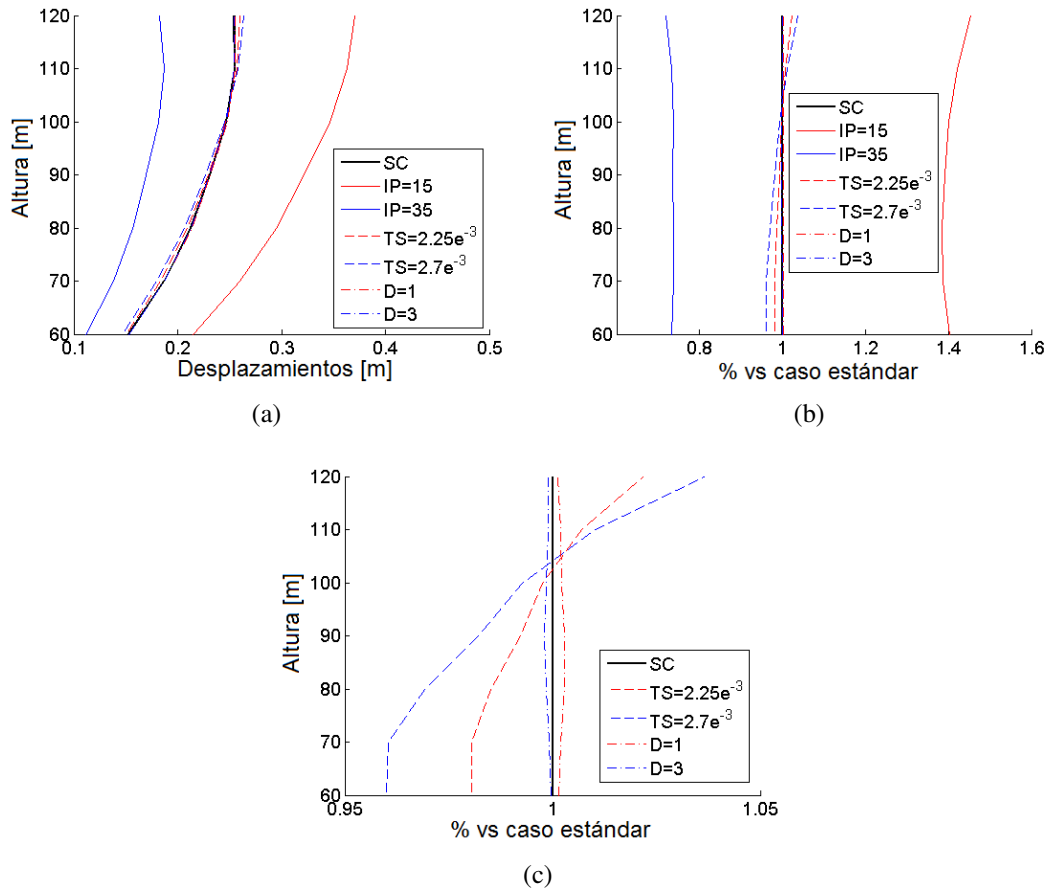 120
110
100
90
80
70
60
Altura [m]
0.1
0.2
0.3
0.4
0.5
Desplazamientos [m]
SC
IP=15
IP=35
TS=2.25e⁻³
TS=2.7e⁻³
D=1
D=3
(a)
120
110
100
90
80
70
60
Altura [m]
0.8
1
1.2
1.4
1.6
% vs caso estándar
SC
IP=15
IP=35
TS=2.25e⁻³
TS=2.7e⁻³
D=1
D=3
(b)
120
110
100
90
80
70
60
Altura [m]
0.95
1
1.05
% vs caso estándar
SC
TS=2.25e⁻³
TS=2.7e⁻³
D=1
D=3
(c)